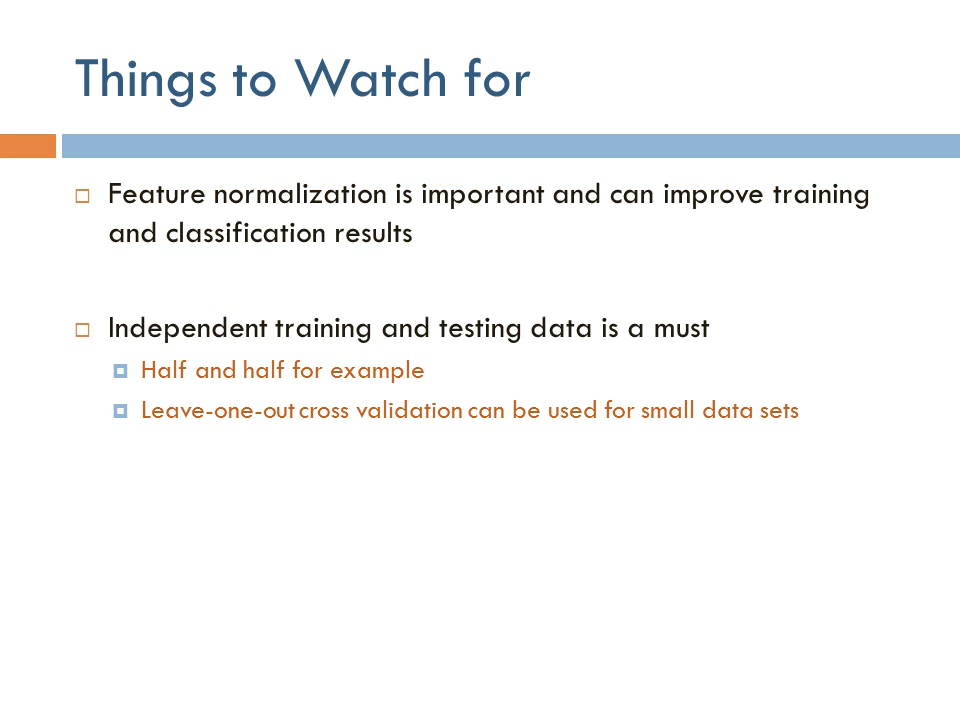 Things to Watch for
Feature normalization is important and can improve training
and classification results
Independent training and testing data is a must
Half and half for example
Leave-one-out cross validation can be used for small data sets